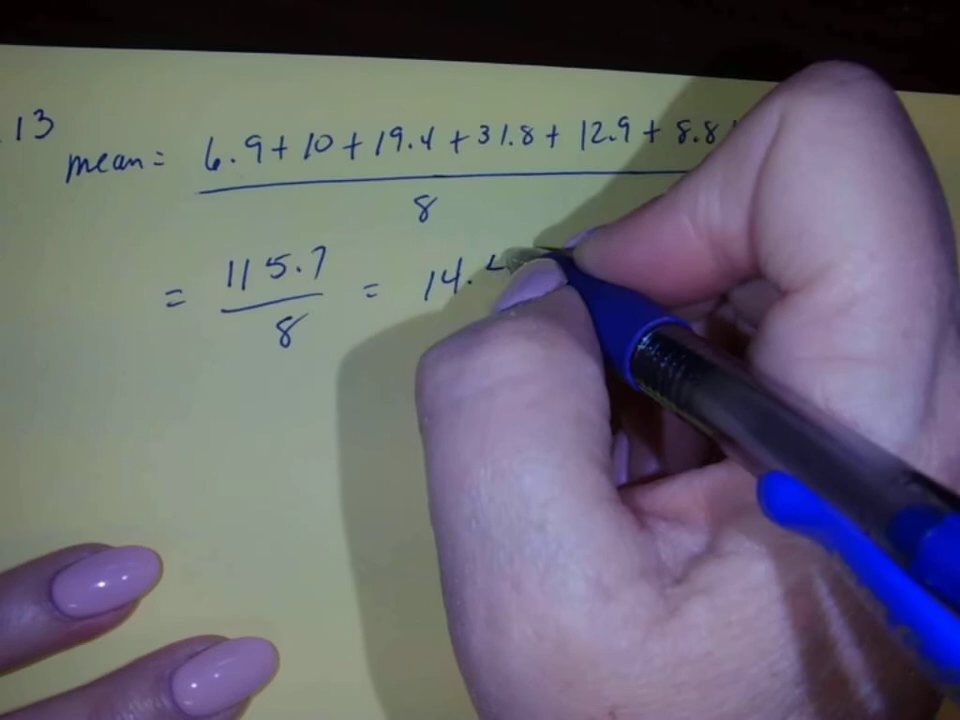 .13
mean = 6.9 + 10 + 19.4 + 31.8 + 12.9 + 8.8
8
= 115.7 = 14.
8